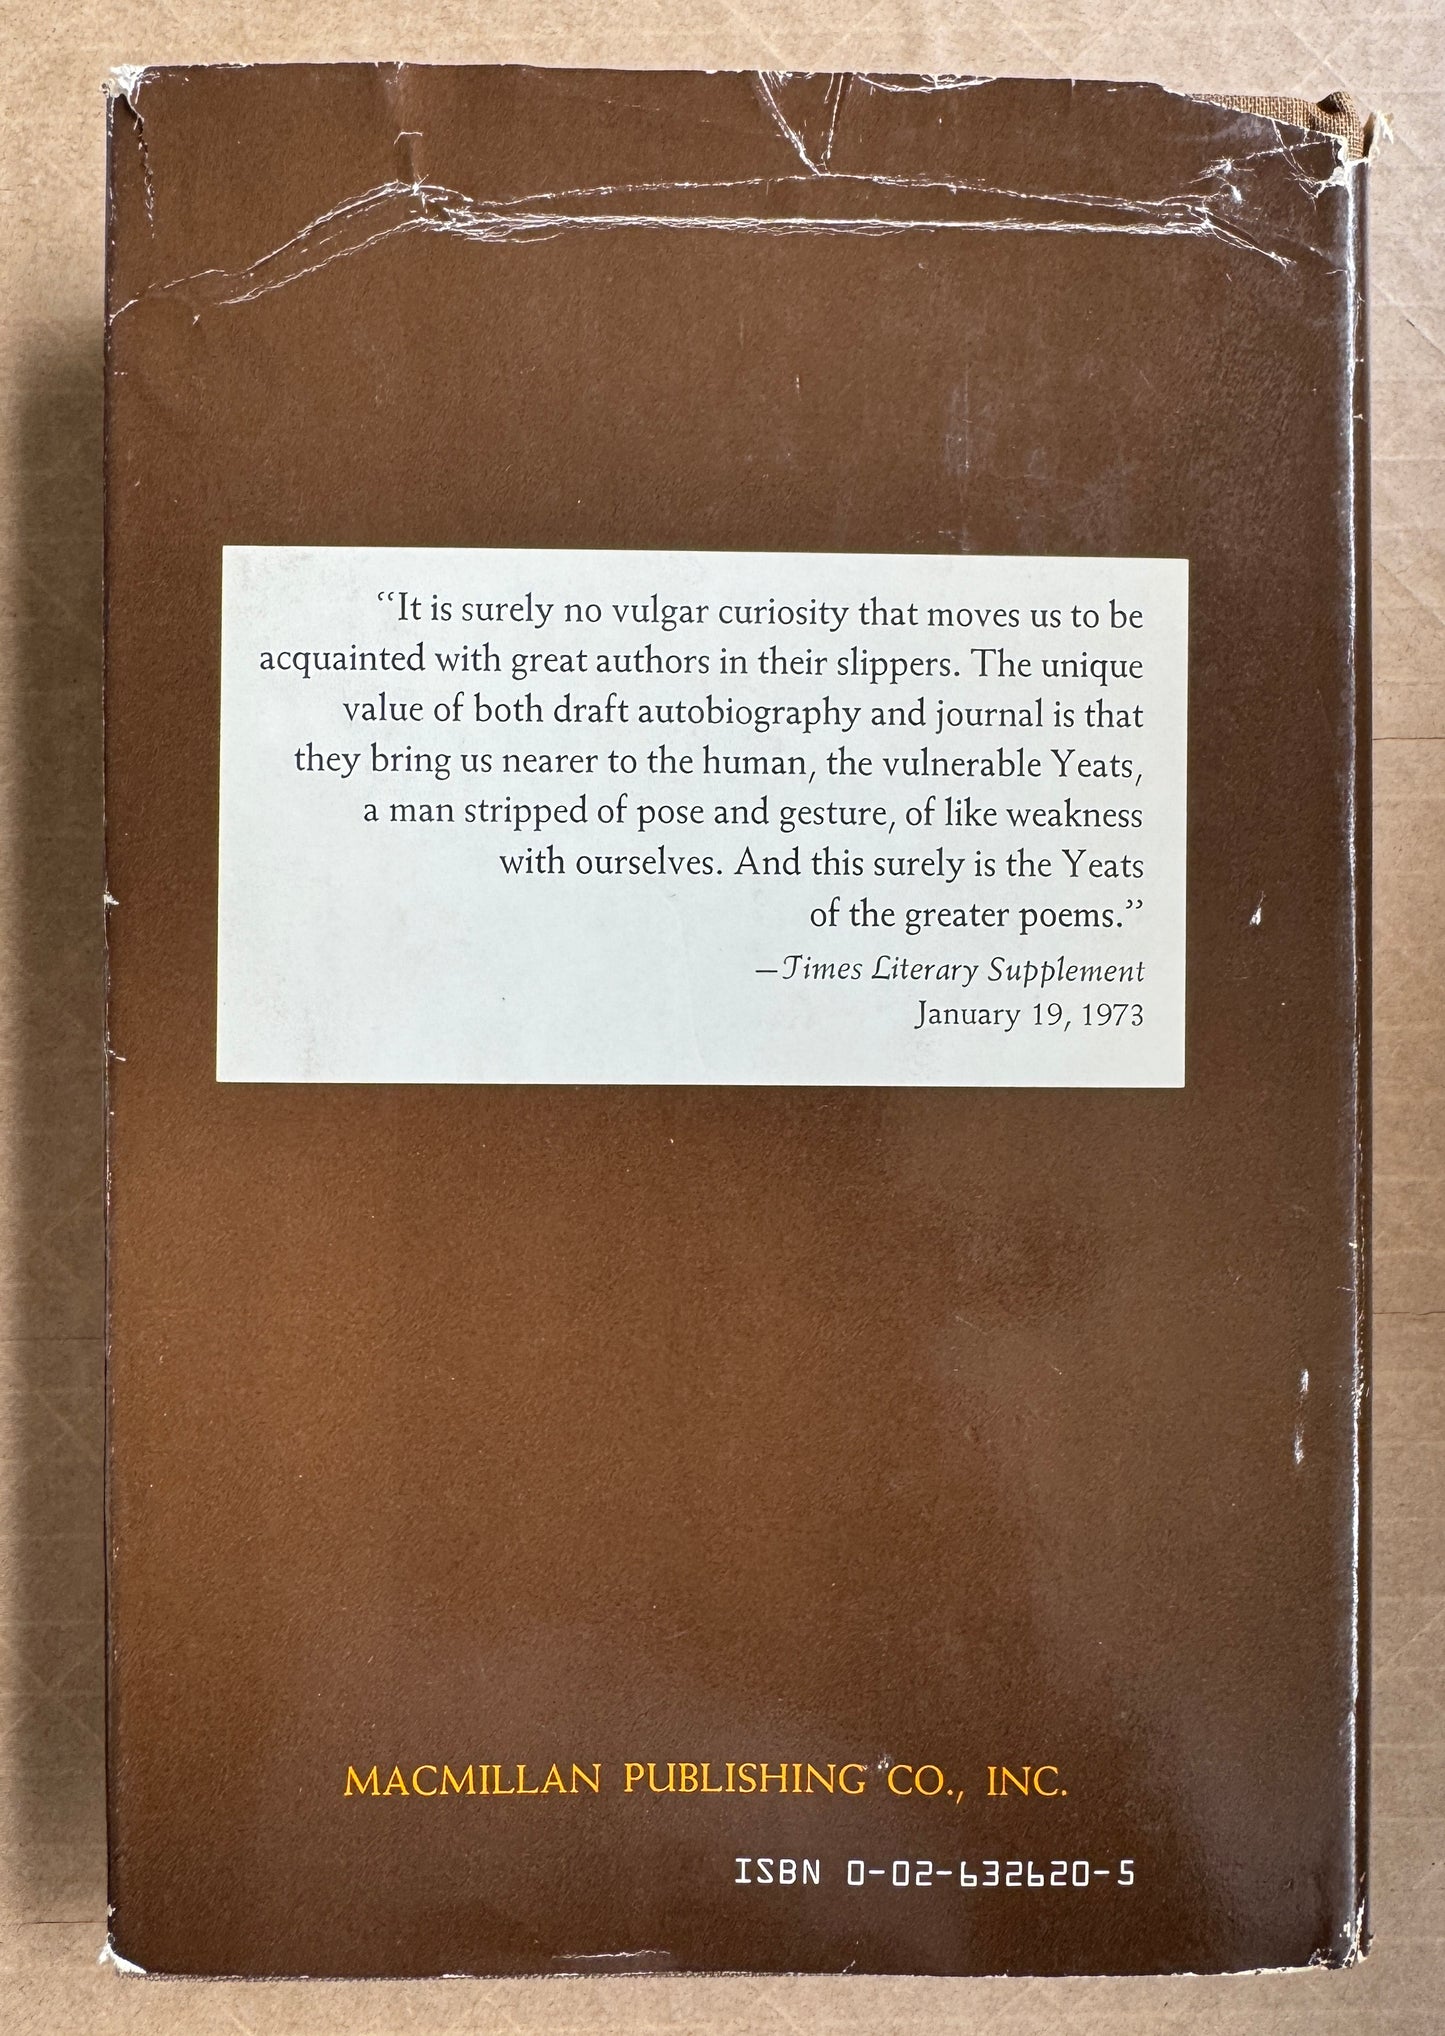 “It is surely no vulgar curiosity that moves us to be
acquainted with great authors in their slippers. The unique
value of both draft autobiography and journal is that
they bring us nearer to the human, the vulnerable Yeats,
a man stripped of pose and gesture, of like weakness
with ourselves. And this surely is the Yeats
of the greater poems.”
—Times Literary Supplement
January 19, 1973
MACMILLAN PUBLISHING CO., INC.
ISBN 0-02-632620-5